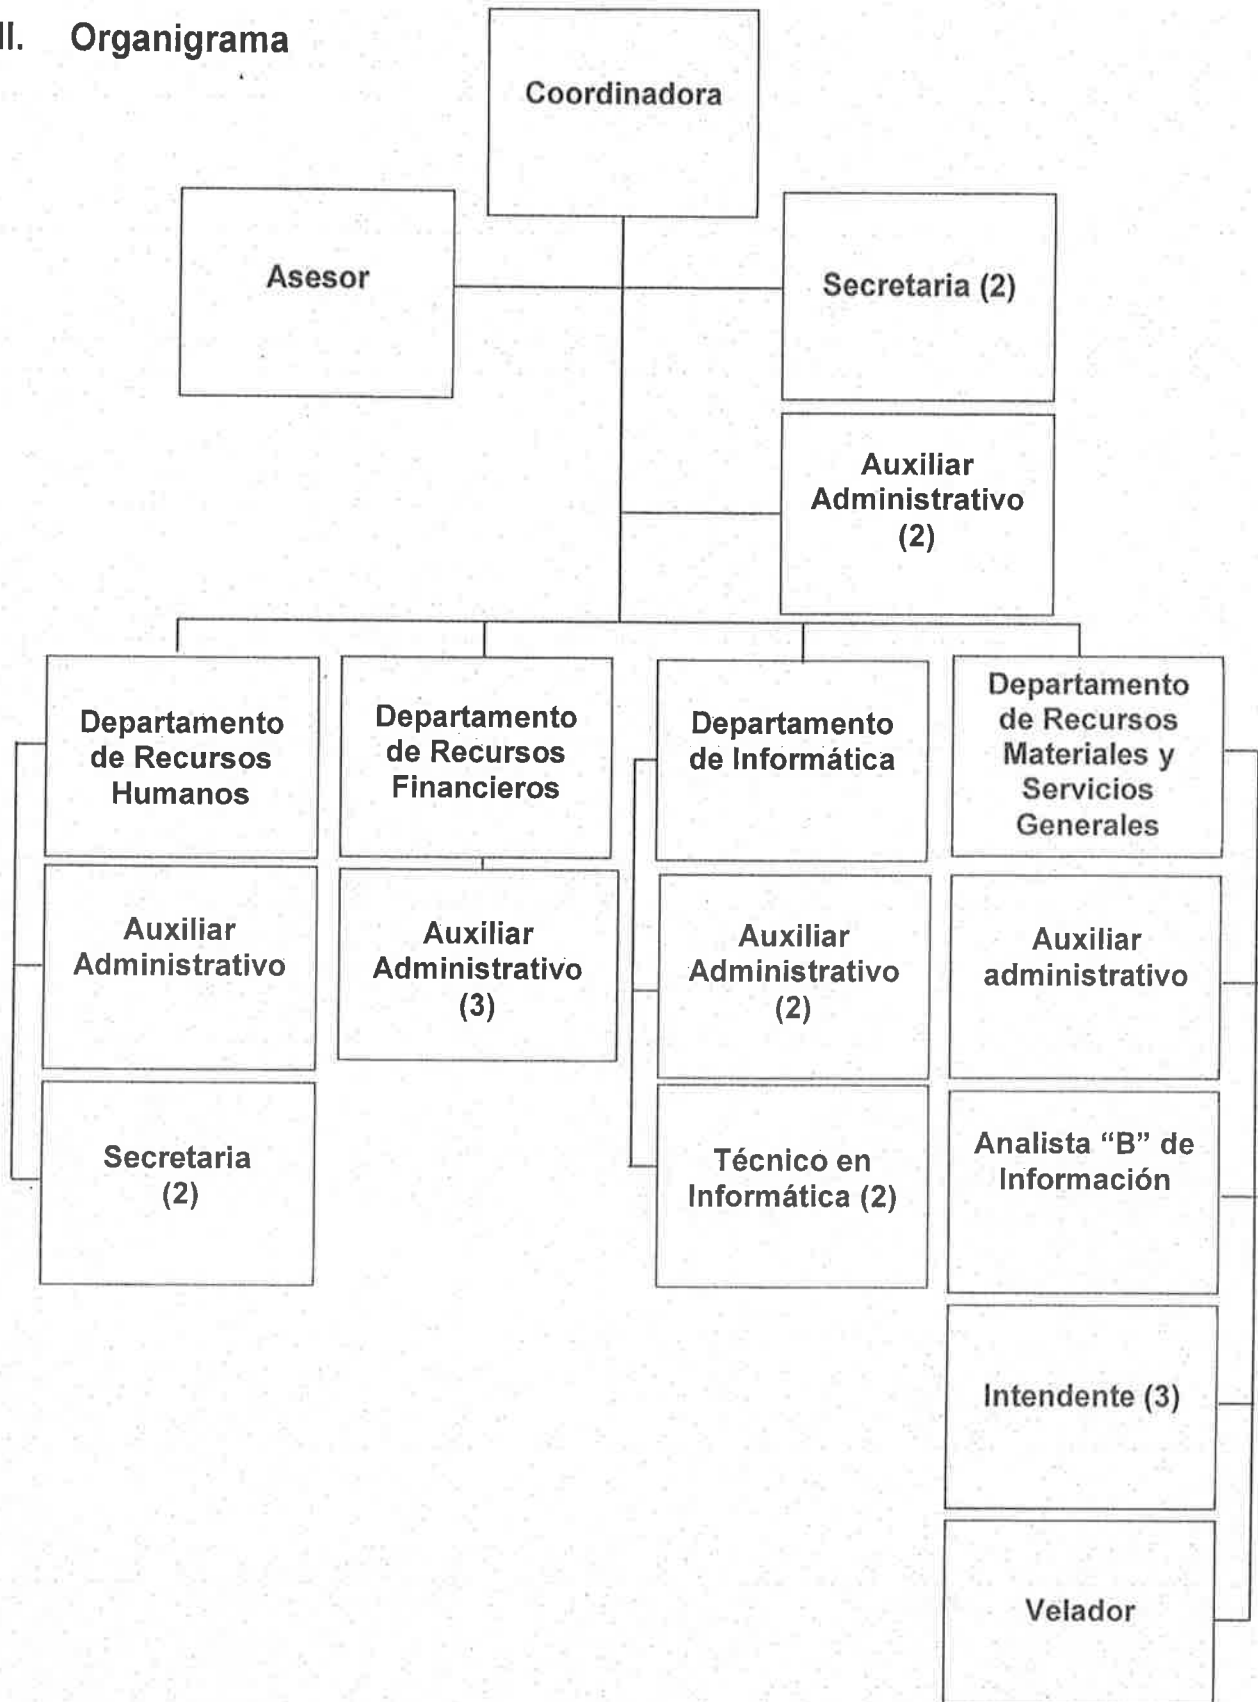 II. Organigrama
Coordinadora
Asesor
Secretaria (2)
Auxiliar
Administrativo
(2)
Departamento
de Recursos
Humanos
Departamento
de Recursos
Financieros
Departamento
de Informática
Departamento
de Recursos
Materiales y
Servicios
Generales
Auxiliar
Administrativo
Auxiliar
Administrativo
(3)
Auxiliar
Administrativo
(2)
Auxiliar
administrativo
Secretaria
(2)
Técnico en
Informática (2)
Analista “B” de
Información
Intendente (3)
Velador